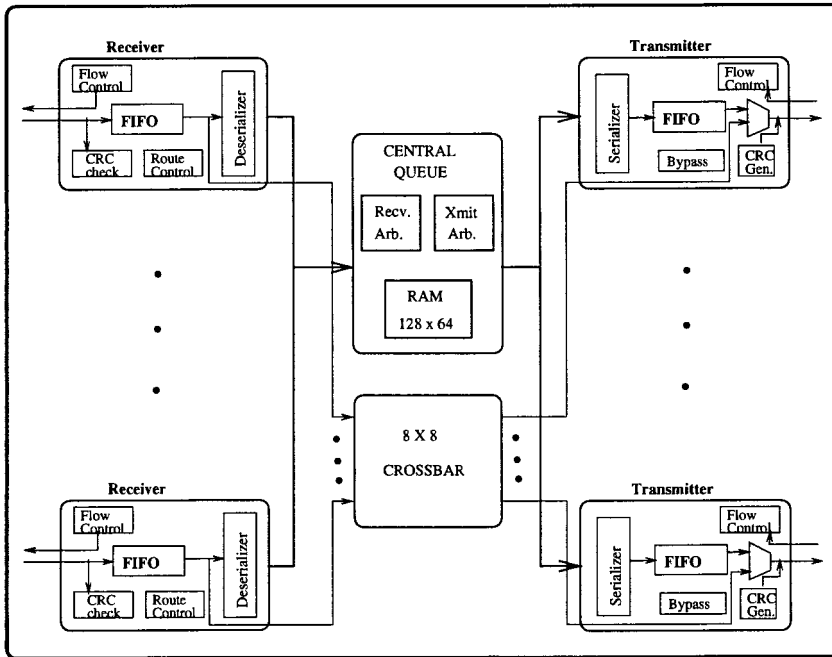 Receiver
Flow
Control
FIFO
Deserializer
CRC
check
Route
Control
CENTRAL
QUEUE
Recv.
Arb.
Xmit
Arb.
RAM
128 x 64
Transmitter
Flow
Control
Serializer
FIFO
Bypass
CRC
Gen.
8 X 8
CROSSBAR
Receiver
Flow
Control
FIFO
Deserializer
CRC
check
Route
Control
Transmitter
Flow
Control
Serializer
FIFO
Bypass
CRC
Gen.